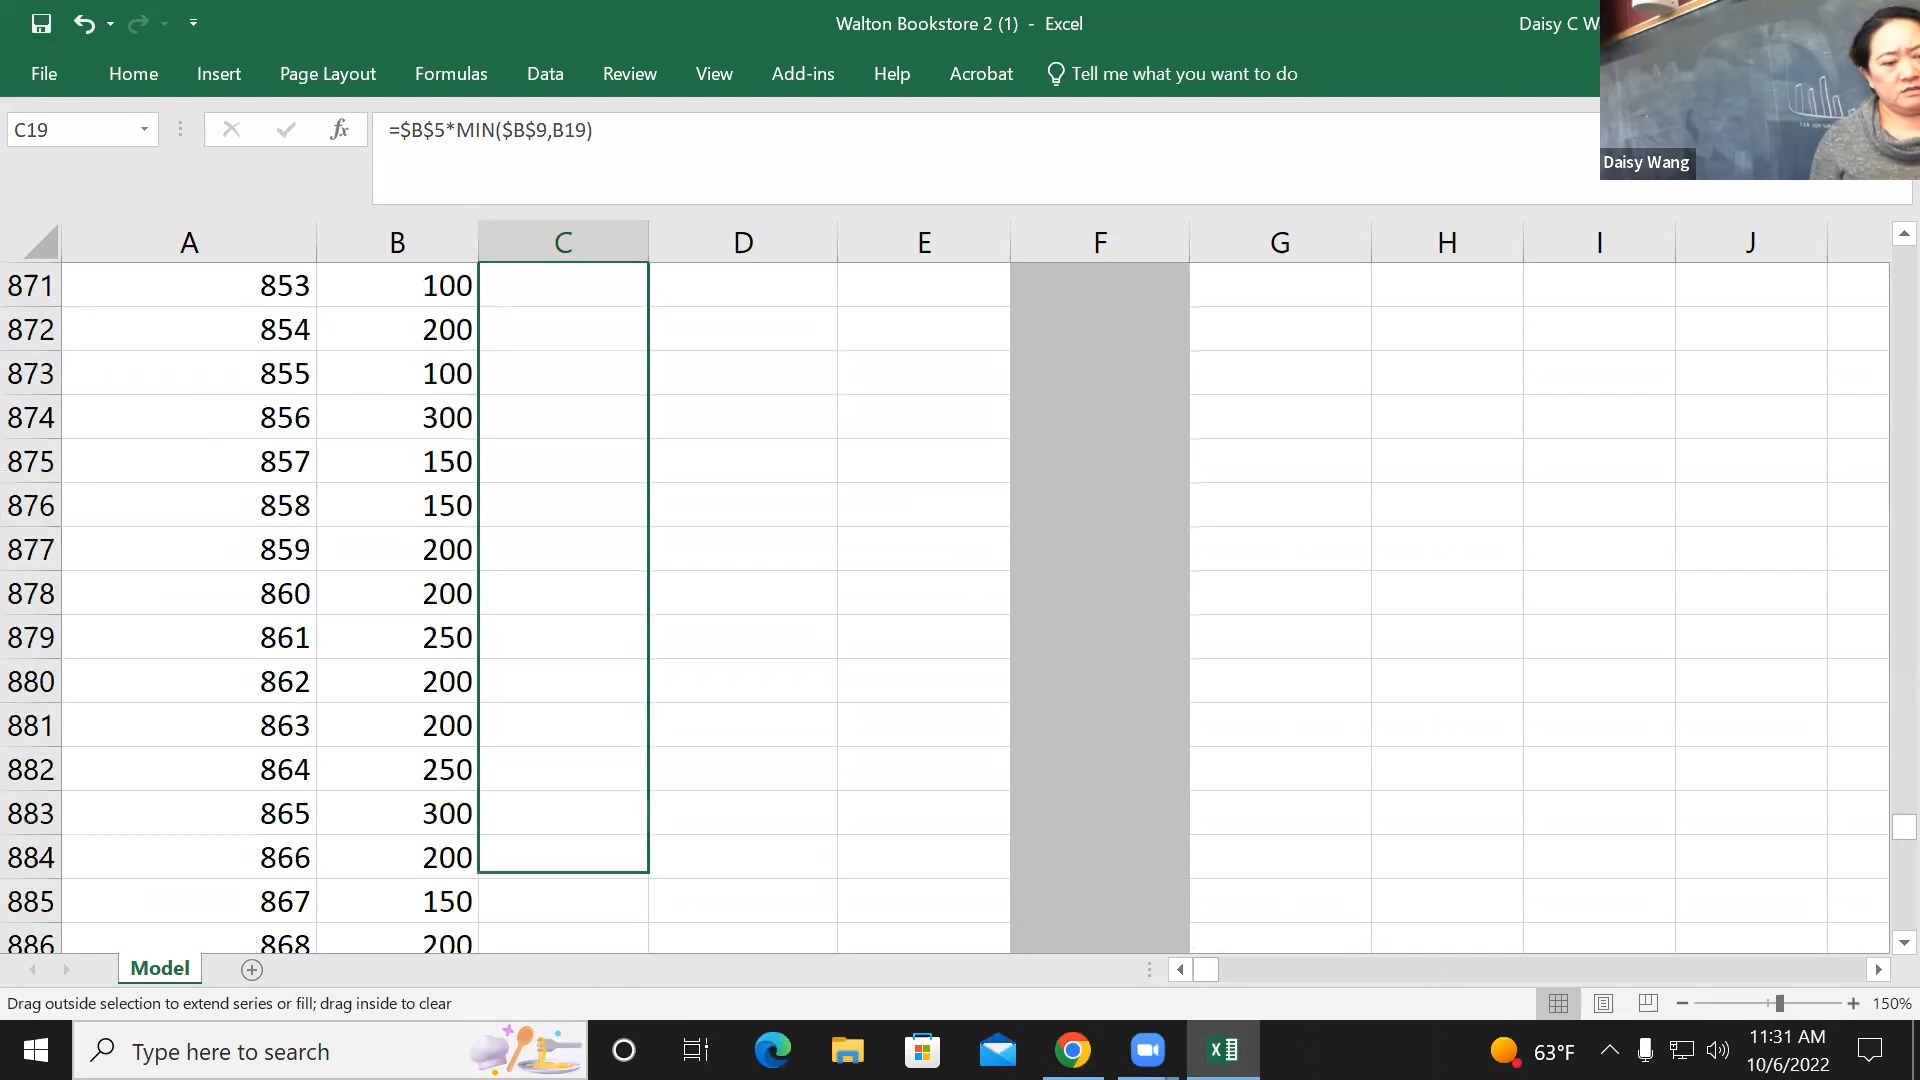 Walton Bookstore 2 (1) - Excel
Daisy C W
File Home Insert Page Layout Formulas Data Review View Add-ins Help Acrobat Tell me what you want to do
C19 fx =$B$5*MIN($B$9,B19)
Daisy Wang
A B C D E F G H I J
871 853 100
872 854 200
873 855 100
874 856 300
875 857 150
876 858 150
877 859 200
878 860 200
879 861 250
880 862 200
881 863 200
882 864 250
883 865 300
884 866 200
885 867 150
886 868 200
Model
Drag outside selection to extend series or fill; drag inside to clear
150%
Type here to search
63°F
11:31 AM
10/6/2022